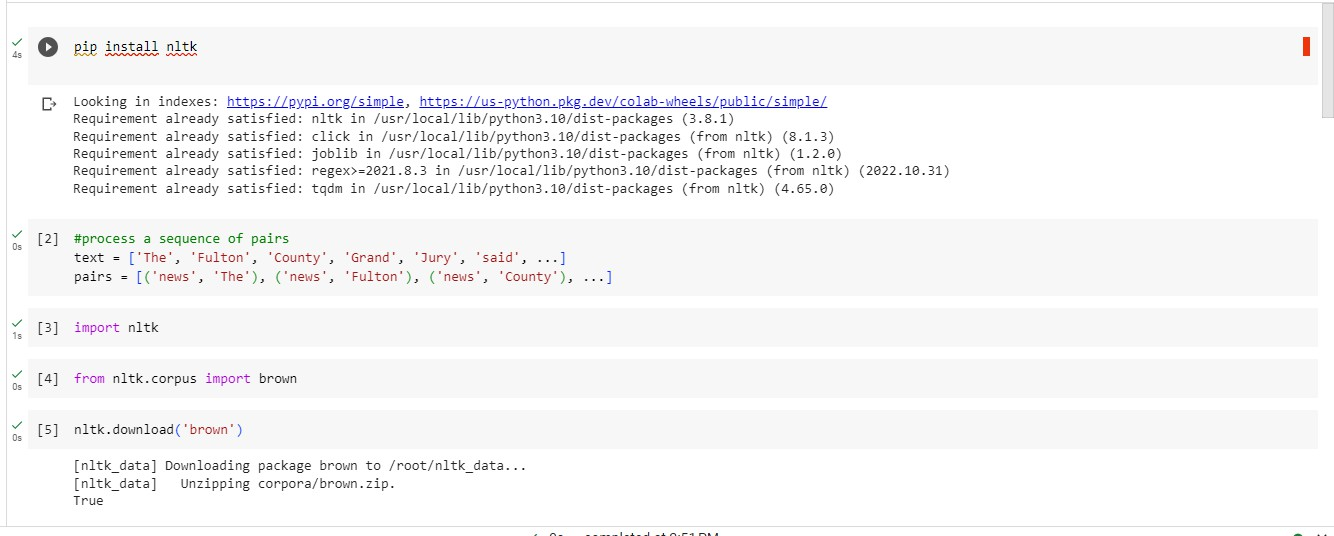 4s
pip install nltk
Looking in indexes: https://pypi.org/simple, https://us-python.pkg.dev/colab-wheels/public/simple/
Requirement already satisfied: nltk in /usr/local/lib/python3.10/dist-packages (3.8.1)
Requirement already satisfied: click in /usr/local/lib/python3.10/dist-packages (from nltk) (8.1.3)
Requirement already satisfied: joblib in /usr/local/lib/python3.10/dist-packages (from nltk) (1.2.0)
Requirement already satisfied: regex>=2021.8.3 in /usr/local/lib/python3.10/dist-packages (from nltk) (2022.10.31)
Requirement already satisfied: tqdm in /usr/local/lib/python3.10/dist-packages (from nltk) (4.65.0)
0s [2] #process a sequence of pairs
text = ['The', 'Fulton', 'County', 'Grand', 'Jury', 'said', ...]
pairs = [('news', 'The'), ('news', 'Fulton'), ('news', 'County'), ...]
1s [3] import nltk
0s [4] from nltk.corpus import brown
0s [5] nltk.download('brown')
[nltk_data] Downloading package brown to /root/nltk_data...
[nltk_data]   Unzipping corpora/brown.zip.
True